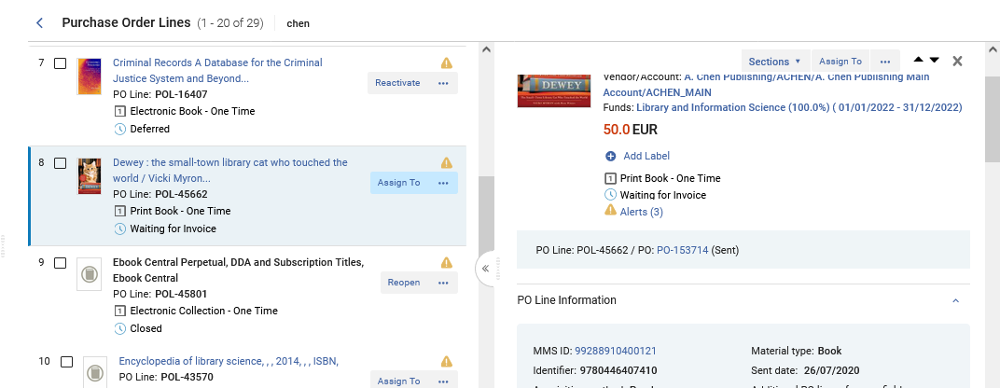 Purchase Order Lines (1 - 20 of 29) chen
7
Criminal Records A Database for the Criminal
Justice System and Beyond...
PO Line: POL-16407
Electronic Book - One Time
Deferred
Reactivate
8
Dewey : the small-town library cat who touched the
world / Vicki Myron...
PO Line: POL-45662
Print Book - One Time
Waiting for Invoice
Assign To
9
Ebook Central Perpetual, DDA and Subscription Titles,
Ebook Central
PO Line: POL-45801
Electronic Collection - One Time
Closed
Reopen
10
Encyclopedia of library science, , , 2014, , , ISBN,
PO Line: POL-43570
Assign To
Sections Assign To
DEWEY
Vendor/Account: A. Chen Publishing/ACHEN/A. Chen Publishing Main
Account/ACHEN_MAIN
Funds: Library and Information Science (100.0%) ( 01/01/2022 - 31/12/2022)
50.0 EUR
Add Label
Print Book - One Time
Waiting for Invoice
Alerts (3)
PO Line: POL-45662 / PO: PO-153714 (Sent)
PO Line Information
MMS ID: 99288910400121
Material type: Book
Identifier: 9780446407410
Sent date: 26/07/2020